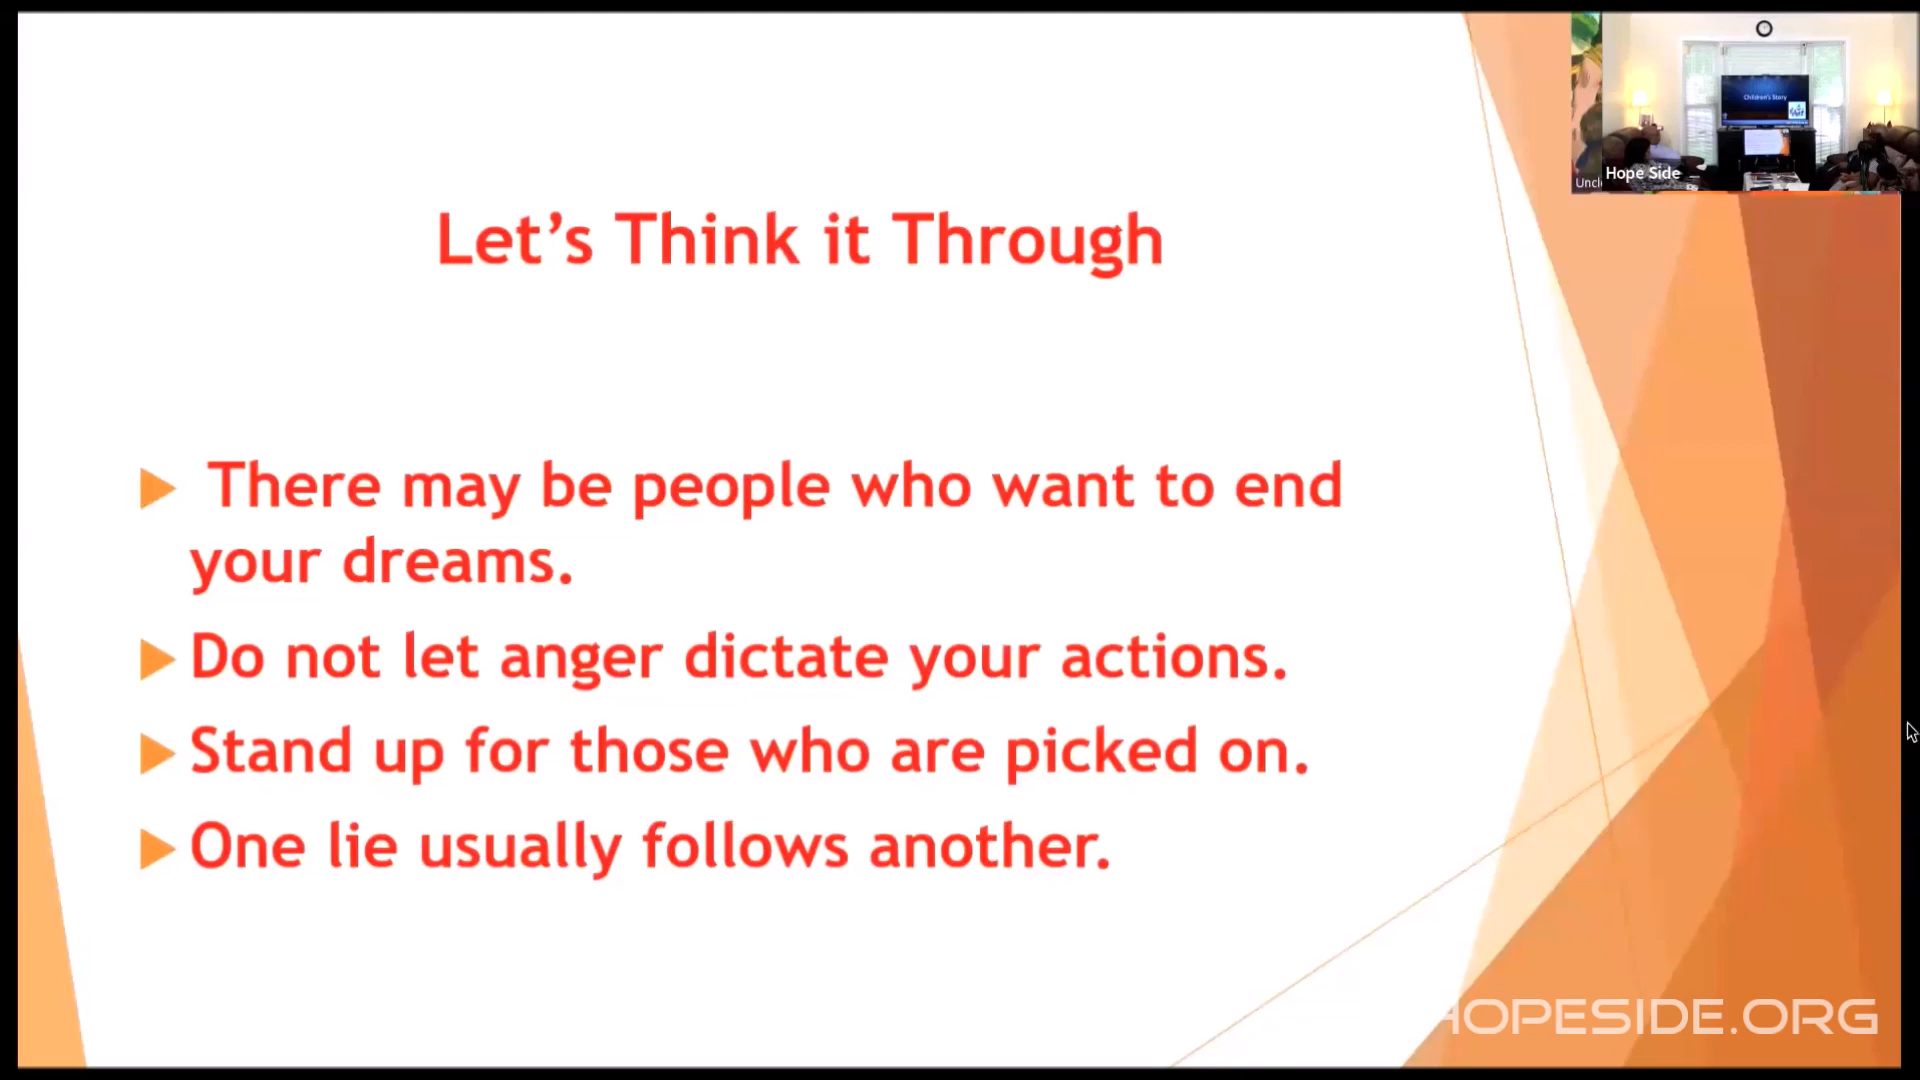 Let's Think it Through
There may be people who want to end
your dreams.
Do not let anger dictate your actions.
Stand up for those who are picked on.
One lie usually follows another.
Children's Story
Hope Side
HOPESIDE.ORG